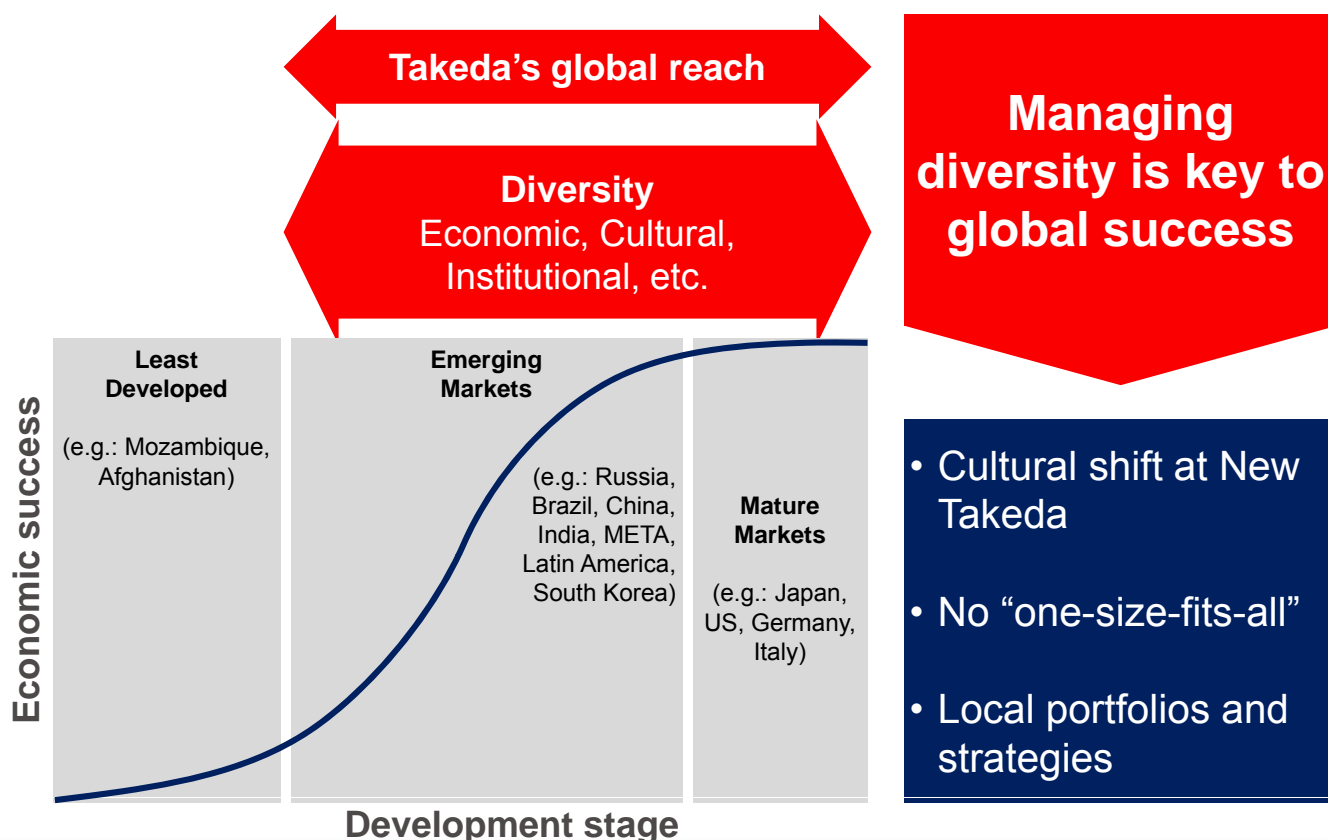 Takeda’s global reach
Diversity
Economic, Cultural,
Institutional, etc.
Managing
diversity is key to
global success
Economic success
Least
Developed
(e.g.: Mozambique,
Afghanistan)
Emerging
Markets
(e.g.: Russia,
Brazil, China,
India, META,
Latin America,
South Korea)
Mature
Markets
(e.g.: Japan,
US, Germany,
Italy)
Development stage
• Cultural shift at New
Takeda
• No “one-size-fits-all”
• Local portfolios and
strategies